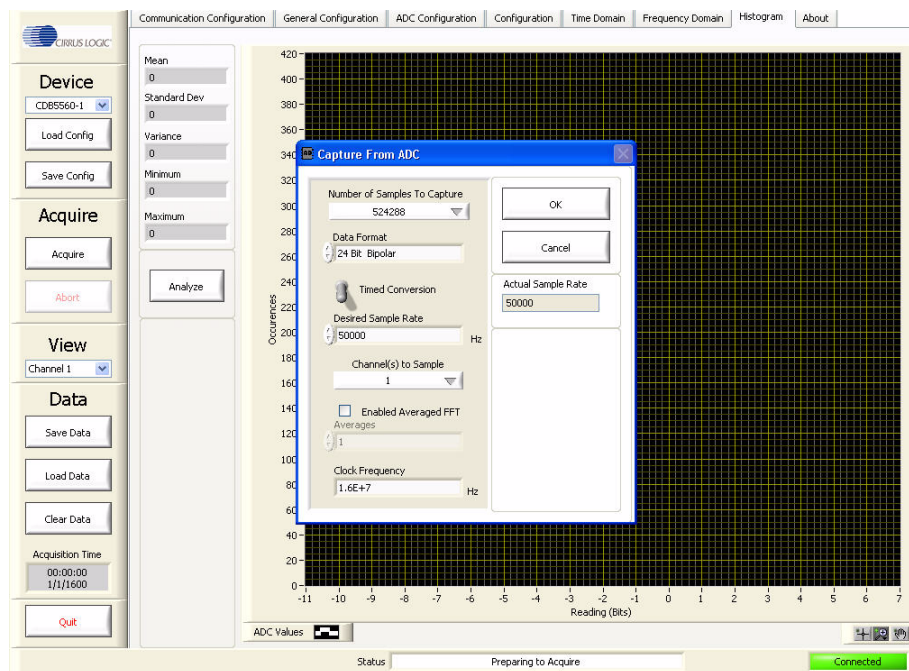 Communication Configuration
General Configuration
ADC Configuration
Configuration
Time Domain
Frequency Domain
Histogram
About
CIRRUS LOGIC
Device
CDB5560-1
Load Config
Save Config
Acquire
Acquire
Abort
View
Channel 1
Data
Save Data
Load Data
Clear Data
Acquisition Time
00:00:00
1/1/1600
Quit
Mean
0
Standard Dev
0
Variance
0
Minimum
0
Maximum
0
Analyze
Occurences
420
400
380
360
340
320
300
280
260
240
220
200
180
160
140
120
100
80
60
40
20
0
Capture From ADC
Number of Samples To Capture
524288
Data Format
24 Bit Bipolar
Timed Conversion
Desired Sample Rate
50000 Hz
Channel(s) to Sample
1
Enabled Averaged FFT
Averages
1
Clock Frequency
1.6E+7 Hz
OK
Cancel
Actual Sample Rate
50000
-11 -10 -9 -8 -7 -6 -5 -4 -3 -2 -1 0 1 2 3 4 5 6 7
Reading (Bits)
ADC Values
Status
Preparing to Acquire
Connected